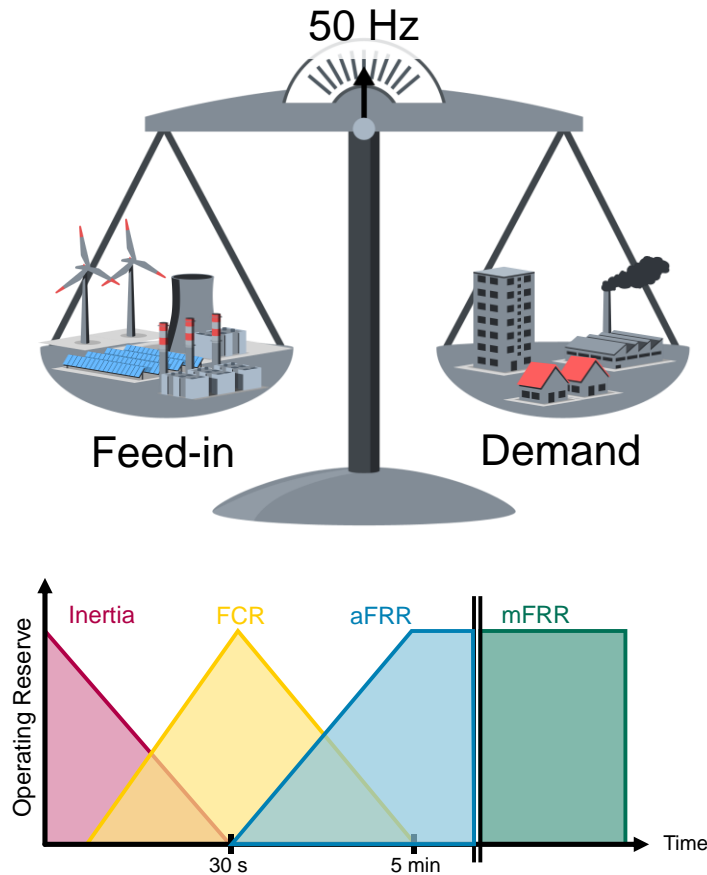 50 Hz
Feed-in
Demand
Inertia
FCR
aFRR
mFRR
Operating Reserve
Time
30 s
5 min